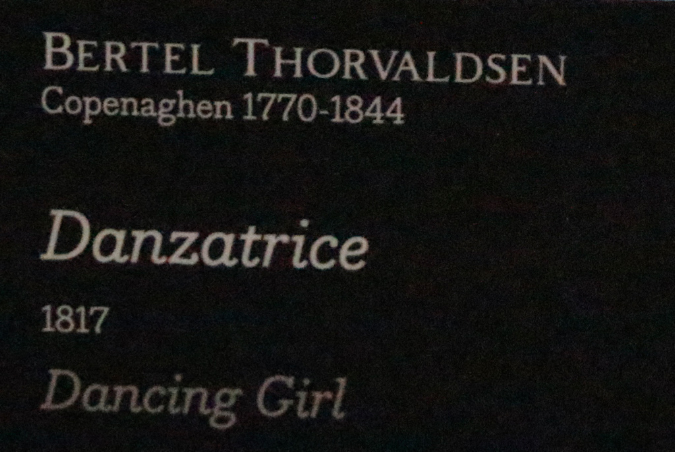 BERTEL THORVALDSEN
Copenaghen 1770-1844
Danzatrice
1817
Dancing Girl